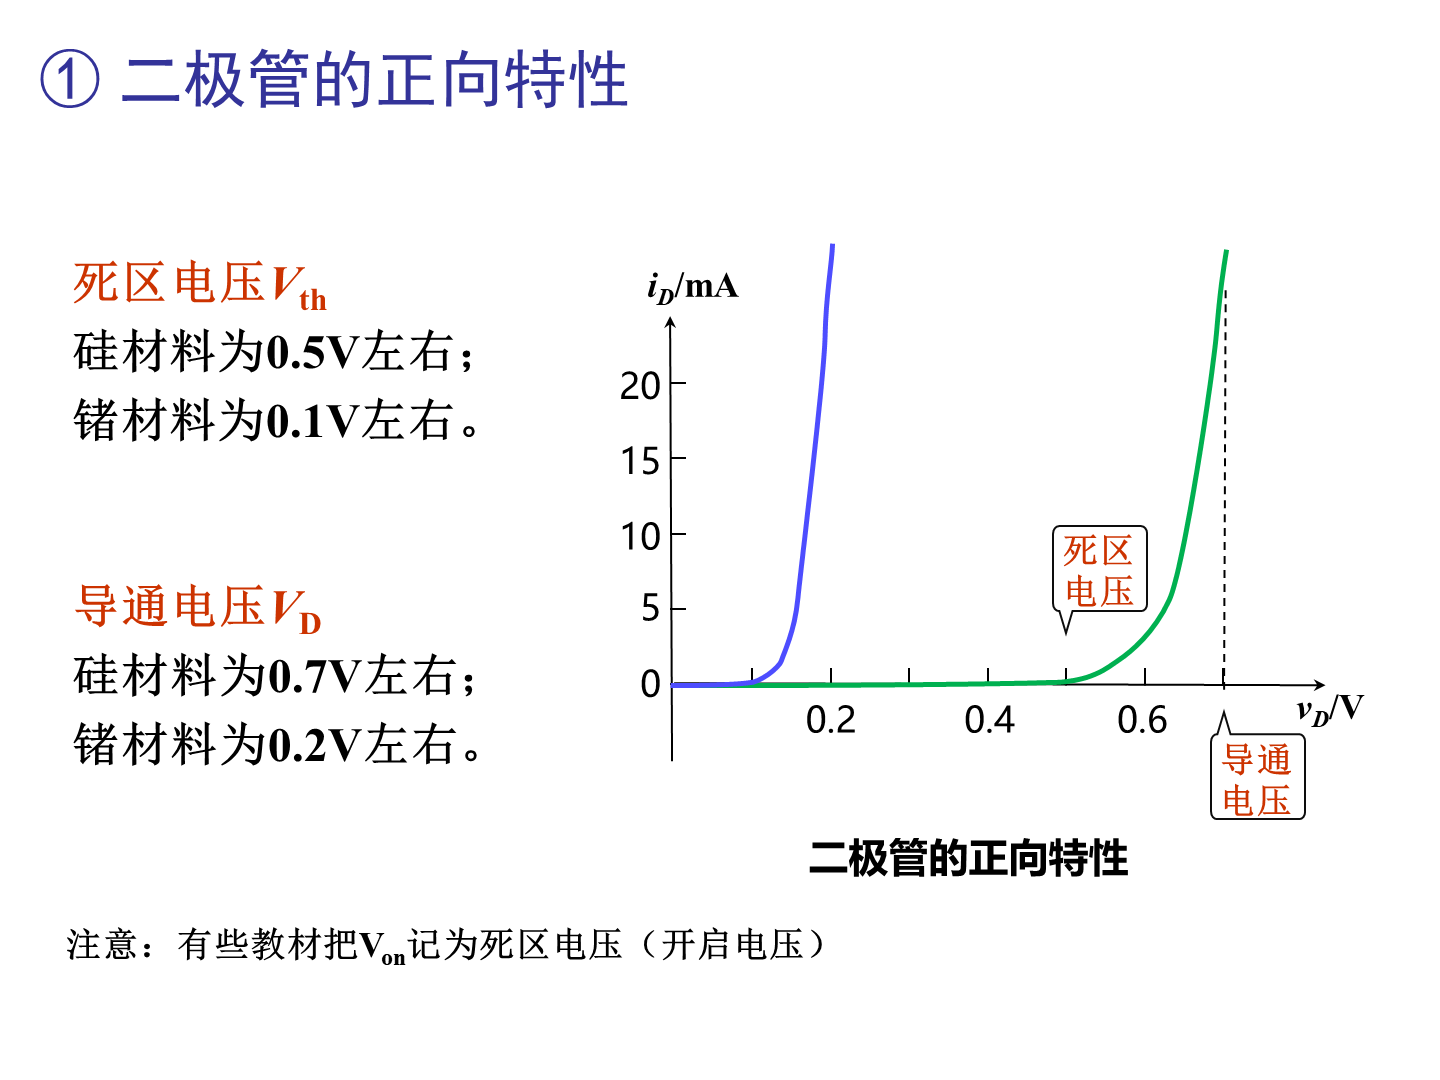 ① 二极管的正向特性
死区电压Vth
硅材料为0.5V左右；
锗材料为0.1V左右。
导通电压VD
硅材料为0.7V左右；
锗材料为0.2V左右。
iD/mA
20
15
10
5
0
0.2
0.4
0.6
vD/V
死区
电压
导通
电压
二极管的正向特性
注意：有些教材把Von记为死区电压（开启电压）